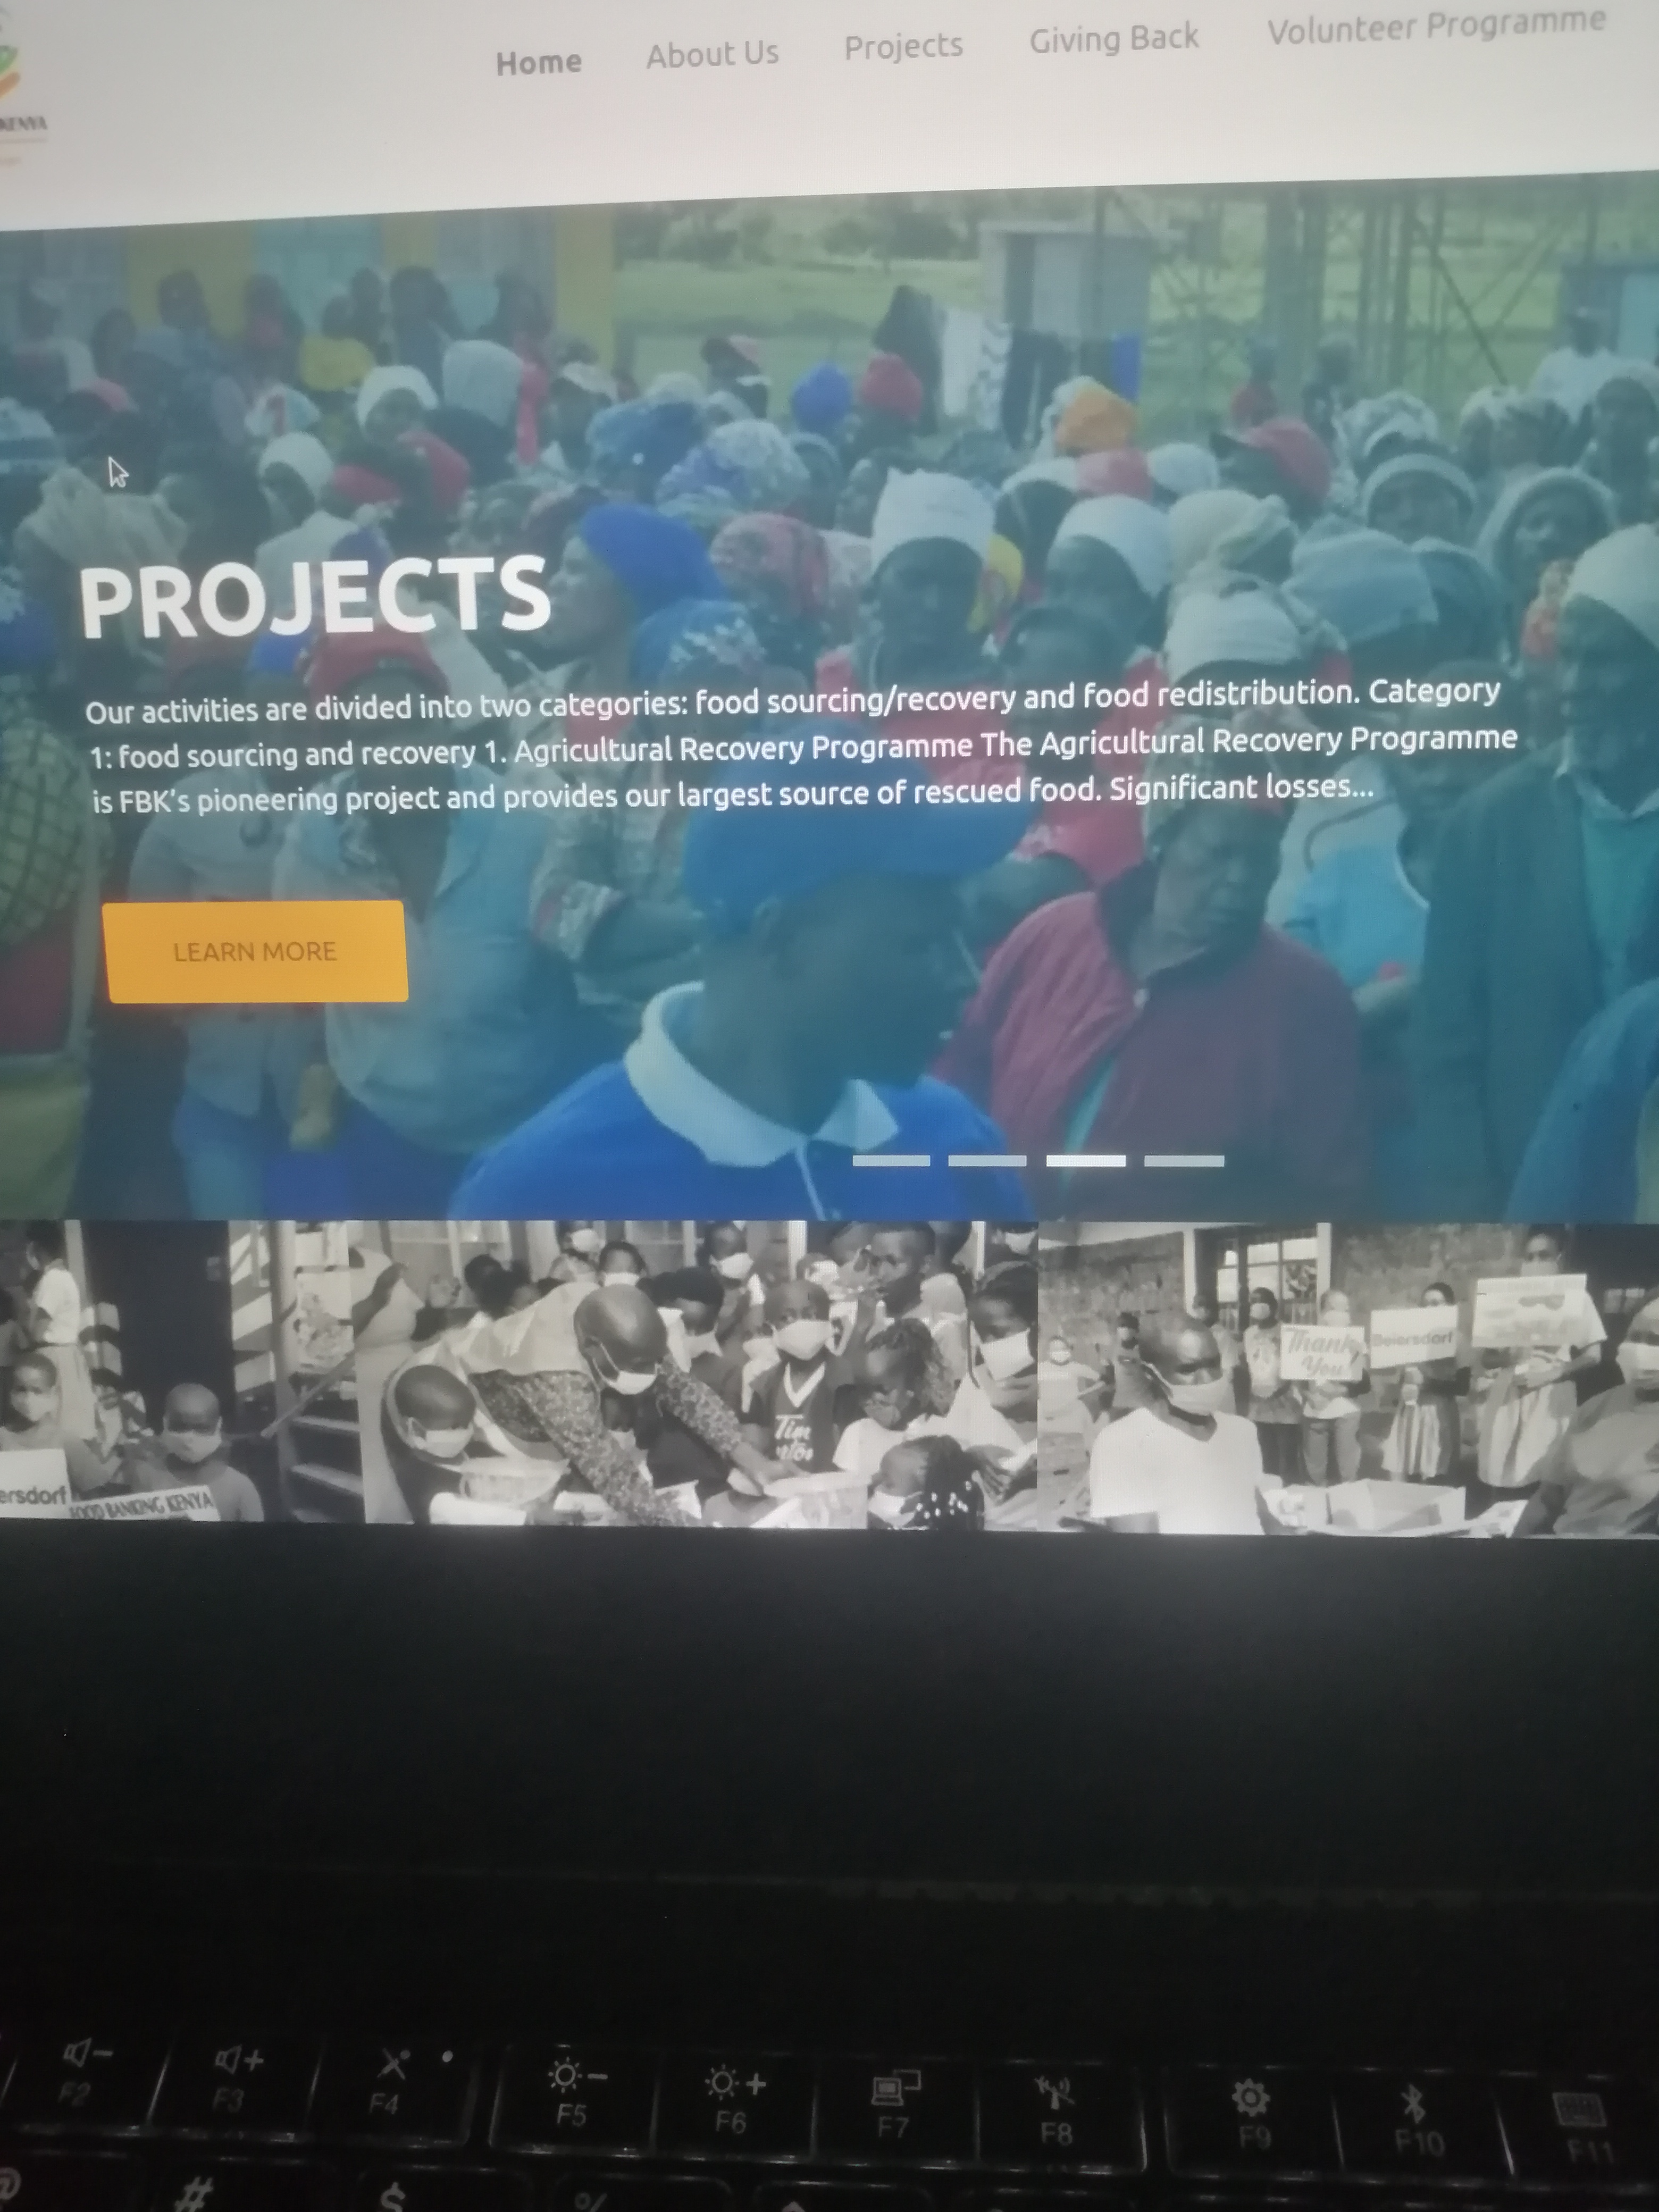 KENYA
Home About Us Projects Giving Back Volunteer Programme
PROJECTS
Our activities are divided into two categories: food sourcing/recovery and food redistribution. Category
1: food sourcing and recovery 1. Agricultural Recovery Programme The Agricultural Recovery Programme
is FBK's pioneering project and provides our largest source of rescued food. Significant losses...
LEARN MORE
Thank
You
Beiersdorf
Tim
ersdorf
FOOD BANKING KENYA
F2 F3 F4 F5 F6 F7 F8 F9 F10 F11
@ # $ %